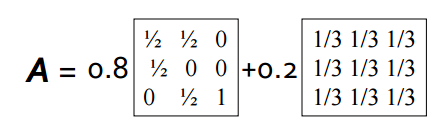 ½ ½ 0 1/3 1/3 1/3
A = 0.8 ½ 0 0 +0.2 1/3 1/3 1/3
0 ½ 1 1/3 1/3 1/3